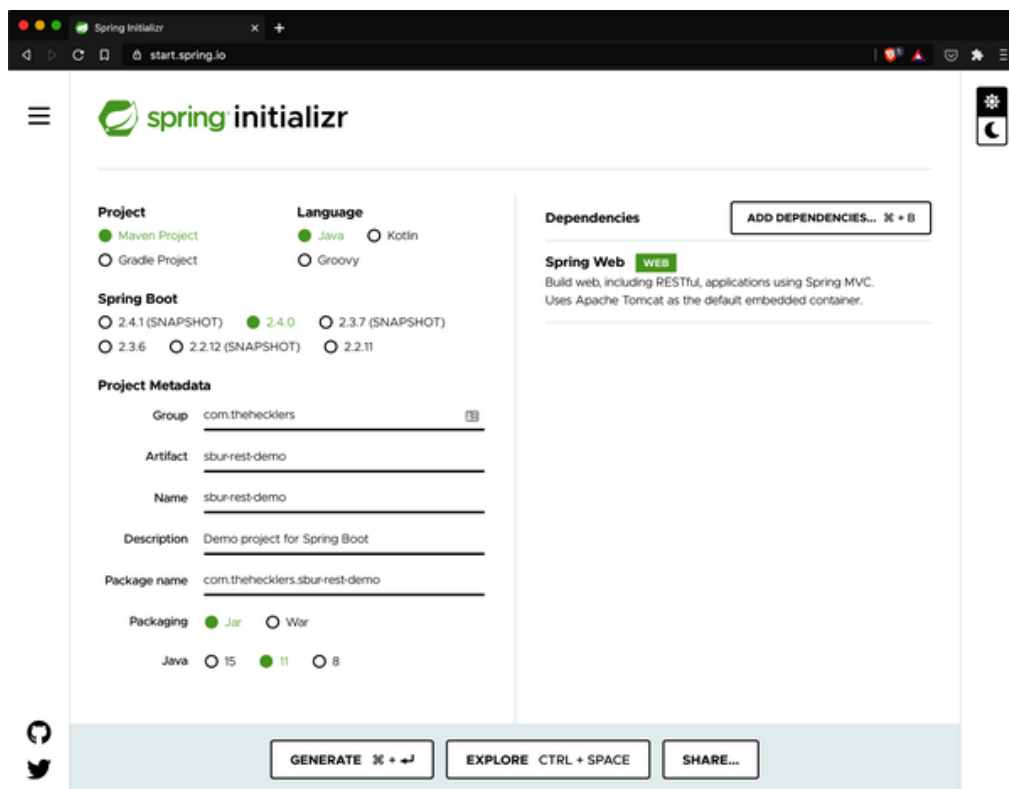 Spring Initializr
start.spring.io
spring initializr
Project
Maven Project
Gradle Project
Language
Java Kotlin
Groovy
Spring Boot
2.4.1 (SNAPSHOT) 2.4.0 2.3.7 (SNAPSHOT)
2.3.6 2.2.12 (SNAPSHOT) 2.2.11
Project Metadata
Group com.thehecklers
Artifact sbur-rest-demo
Name sbur-rest-demo
Description Demo project for Spring Boot
Package name com.thehecklers.sbur-rest-demo
Packaging Jar War
Java 15 11 8
Dependencies
ADD DEPENDENCIES... ⌘ + B
Spring Web WEB
Build web, including RESTful, applications using Spring MVC.
Uses Apache Tomcat as the default embedded container.
GENERATE ⌘ + ↵
EXPLORE CTRL + SPACE
SHARE...